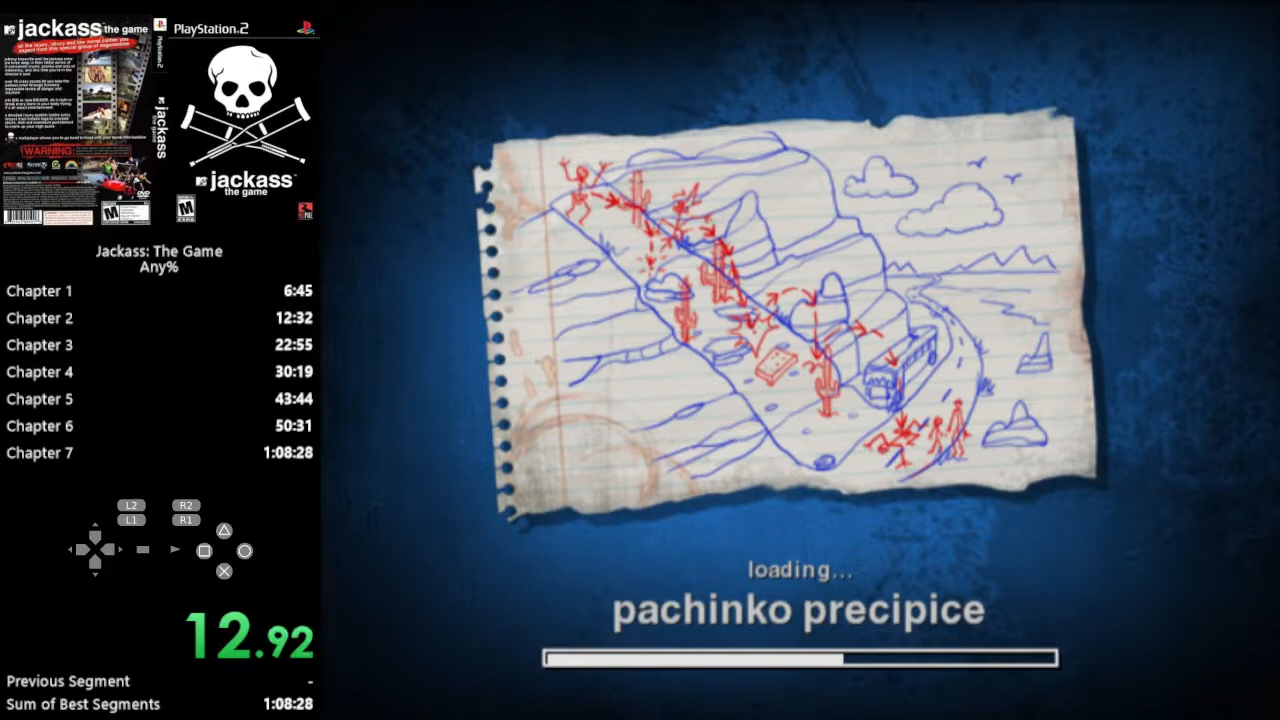 jackass the game
PlayStation 2
WARNING
jackass
the game
jackass
the game
Jackass: The Game
Any%
Chapter 1 6:45
Chapter 2 12:32
Chapter 3 22:55
Chapter 4 30:19
Chapter 5 43:44
Chapter 6 50:31
Chapter 7 1:08:28
L2 R2
L1 R1
12.92
Previous Segment -
Sum of Best Segments 1:08:28
loading...
pachinko precipice